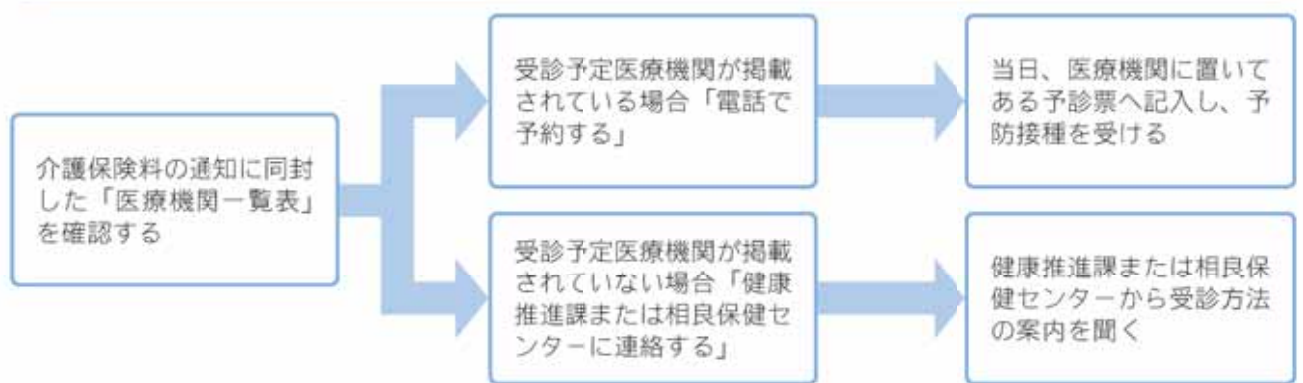 介護保険料の通知に同封
した「医療機関一覧表」
を確認する
受診予定医療機関が掲載
されている場合「電話で
予約する」
当日、医療機関に置いて
ある予診票へ記入し、予
防接種を受ける
受診予定医療機関が掲載
されていない場合「健康
推進課または相良保健セ
ンターに連絡する」
健康推進課または相良保
健センターから受診方法
の案内を聞く